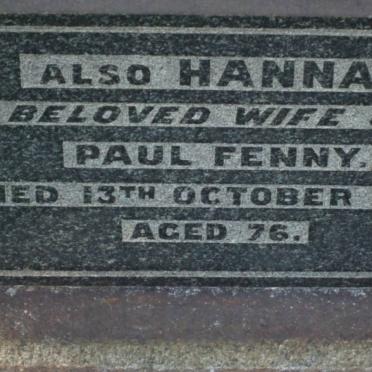 ALSO HANNA
BELOVED WIFE
PAUL FENNY.
IED 13TH OCTOBER
AGED 76.